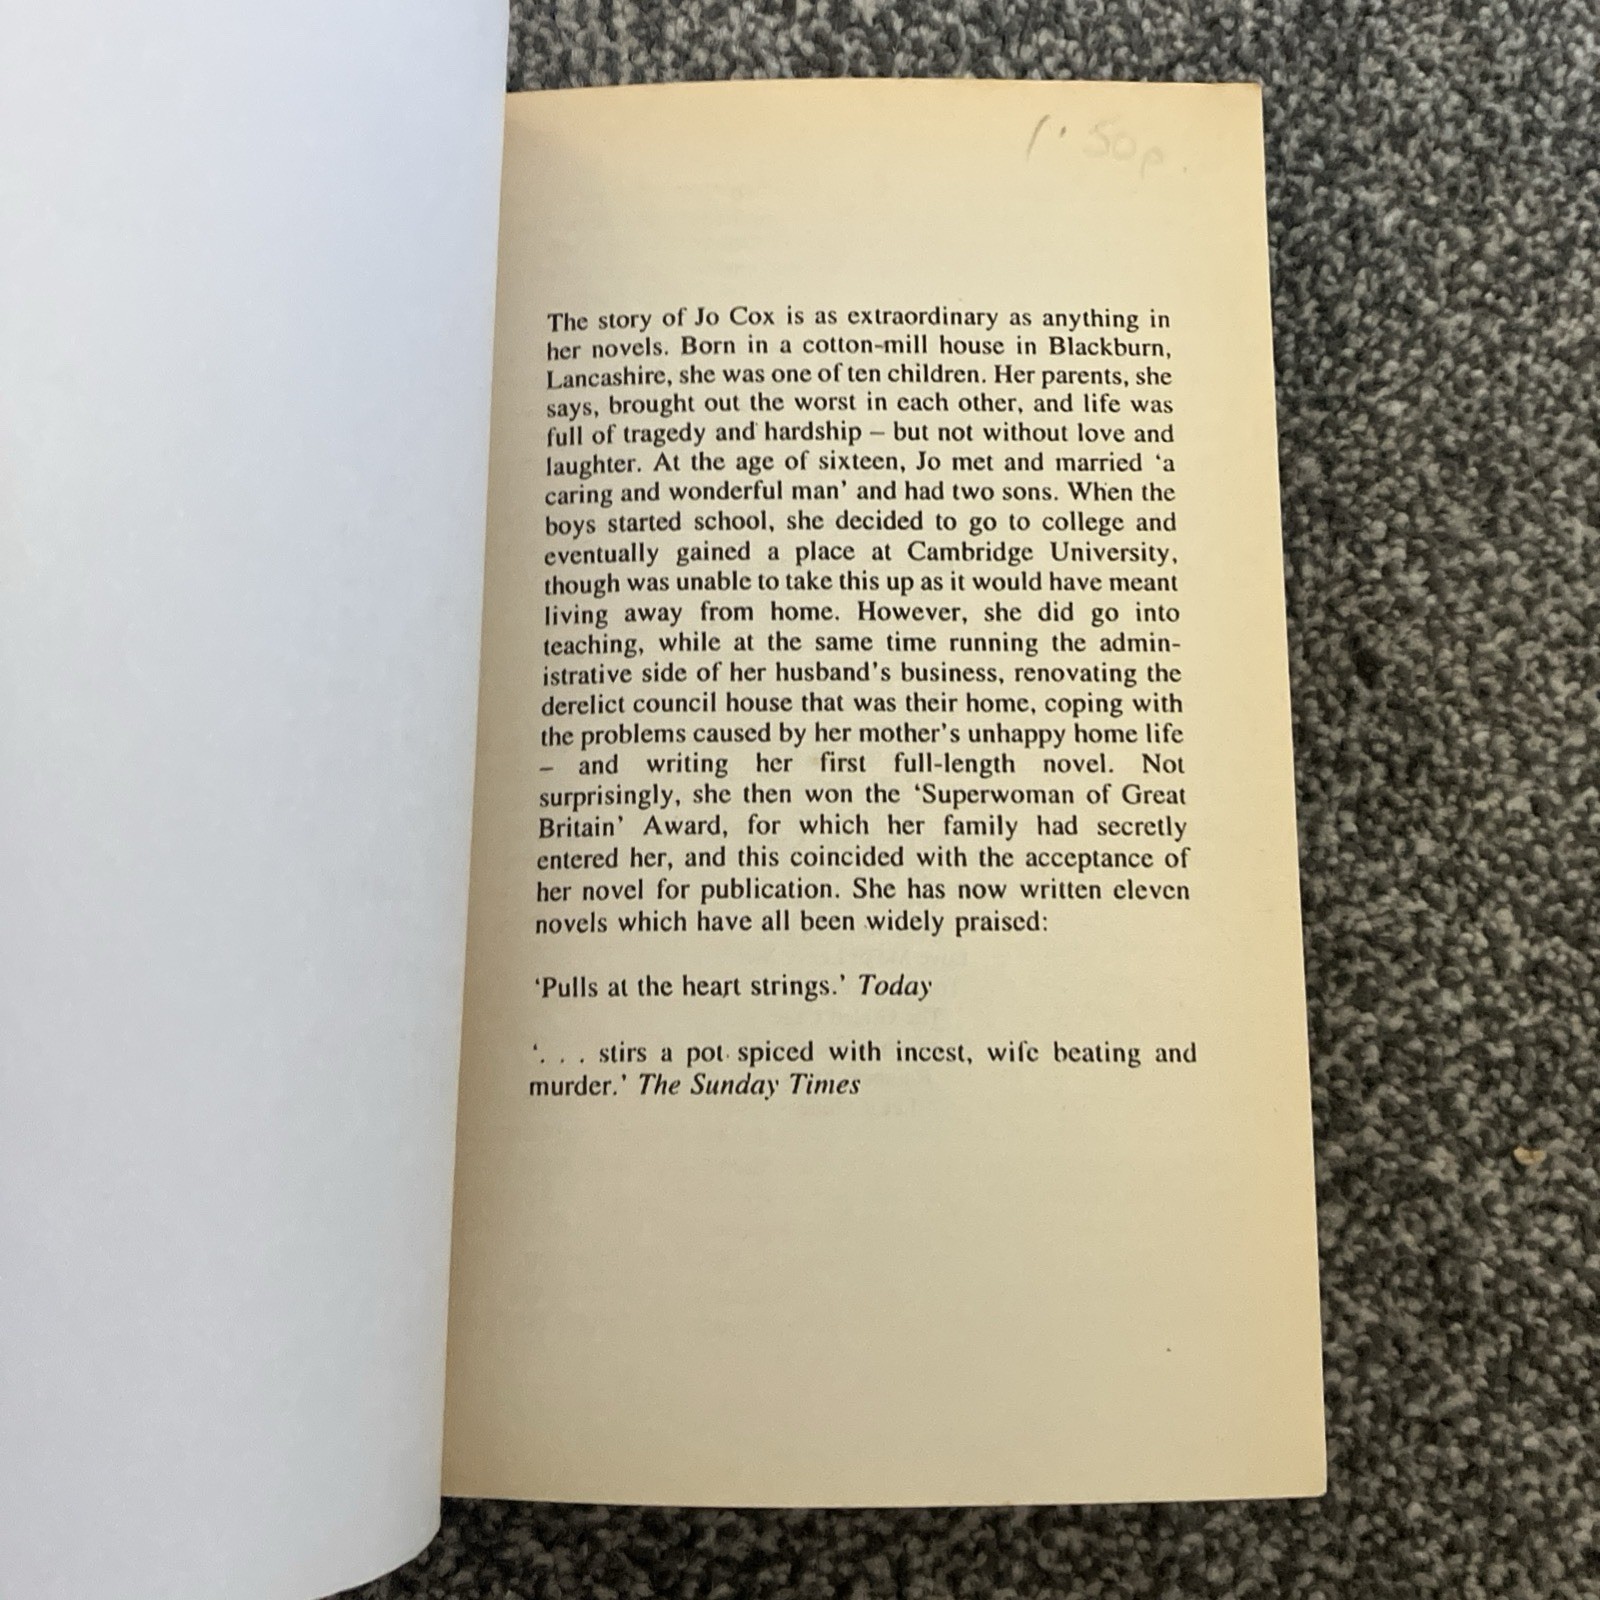 1.50p.
The story of Jo Cox is as extraordinary as anything in
her novels. Born in a cotton-mill house in Blackburn,
Lancashire, she was one of ten children. Her parents, she
says, brought out the worst in each other, and life was
full of tragedy and hardship – but not without love and
laughter. At the age of sixteen, Jo met and married ‘a
caring and wonderful man’ and had two sons. When the
boys started school, she decided to go to college and
eventually gained a place at Cambridge University,
though was unable to take this up as it would have meant
living away from home. However, she did go into
teaching, while at the same time running the admin-
istrative side of her husband’s business, renovating the
derelict council house that was their home, coping with
the problems caused by her mother’s unhappy home life
– and writing her first full-length novel. Not
surprisingly, she then won the ‘Superwoman of Great
Britain’ Award, for which her family had secretly
entered her, and this coincided with the acceptance of
her novel for publication. She has now written eleven
novels which have all been widely praised:
‘Pulls at the heart strings.’ Today
‘. . . stirs a pot spiced with incest, wife beating and
murder.’ The Sunday Times